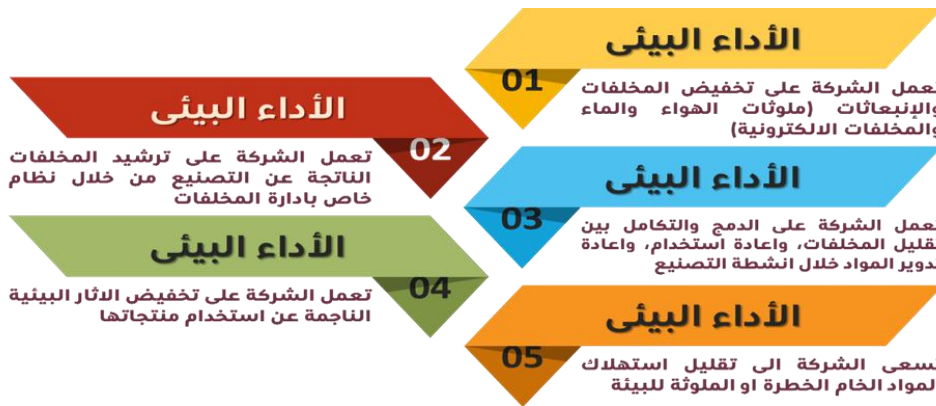 الأداء البيئى
01
تعمل الشركة على تخفيض المخلفات
والإنبعاثات (ملوثات الهواء والماء
والمخلفات الالكترونية)
الأداء البيئى
02
تعمل الشركة على ترشيد المخلفات
الناتجة عن التصنيع من خلال نظام
خاص بادارة المخلفات
الأداء البيئى
03
تعمل الشركة على الدمج والتكامل بين
تقليل المخلفات، واعادة استخدام، واعادة
تدوير المواد خلال انشطة التصنيع
الأداء البيئى
04
تعمل الشركة على تخفيض الاثار البيئية
الناجمة عن استخدام منتجاتها
الأداء البيئى
05
تسعى الشركة الى تقليل استهلاك
المواد الخام الخطرة او الملوثة للبيئة